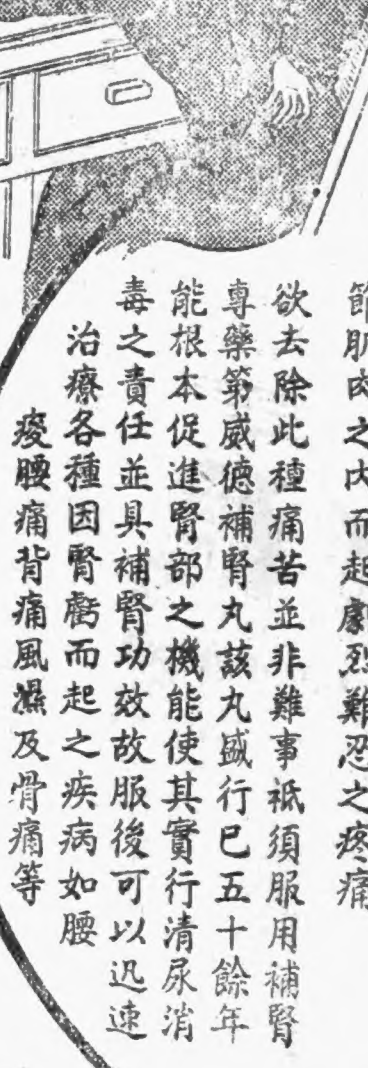 節肌肉之內而起劇烈難忍之疼痛
欲去除此種痛苦並非難事祇須服用補腎
專藥第威德補腎丸該丸盛行已五十餘年
能根本促進腎部之機能使其實行清尿消
毒之責任並具補腎功效故服後可以迅速
治療各種因腎虧而起之疾病如腰
痠腰痛背痛風濕及骨痛等